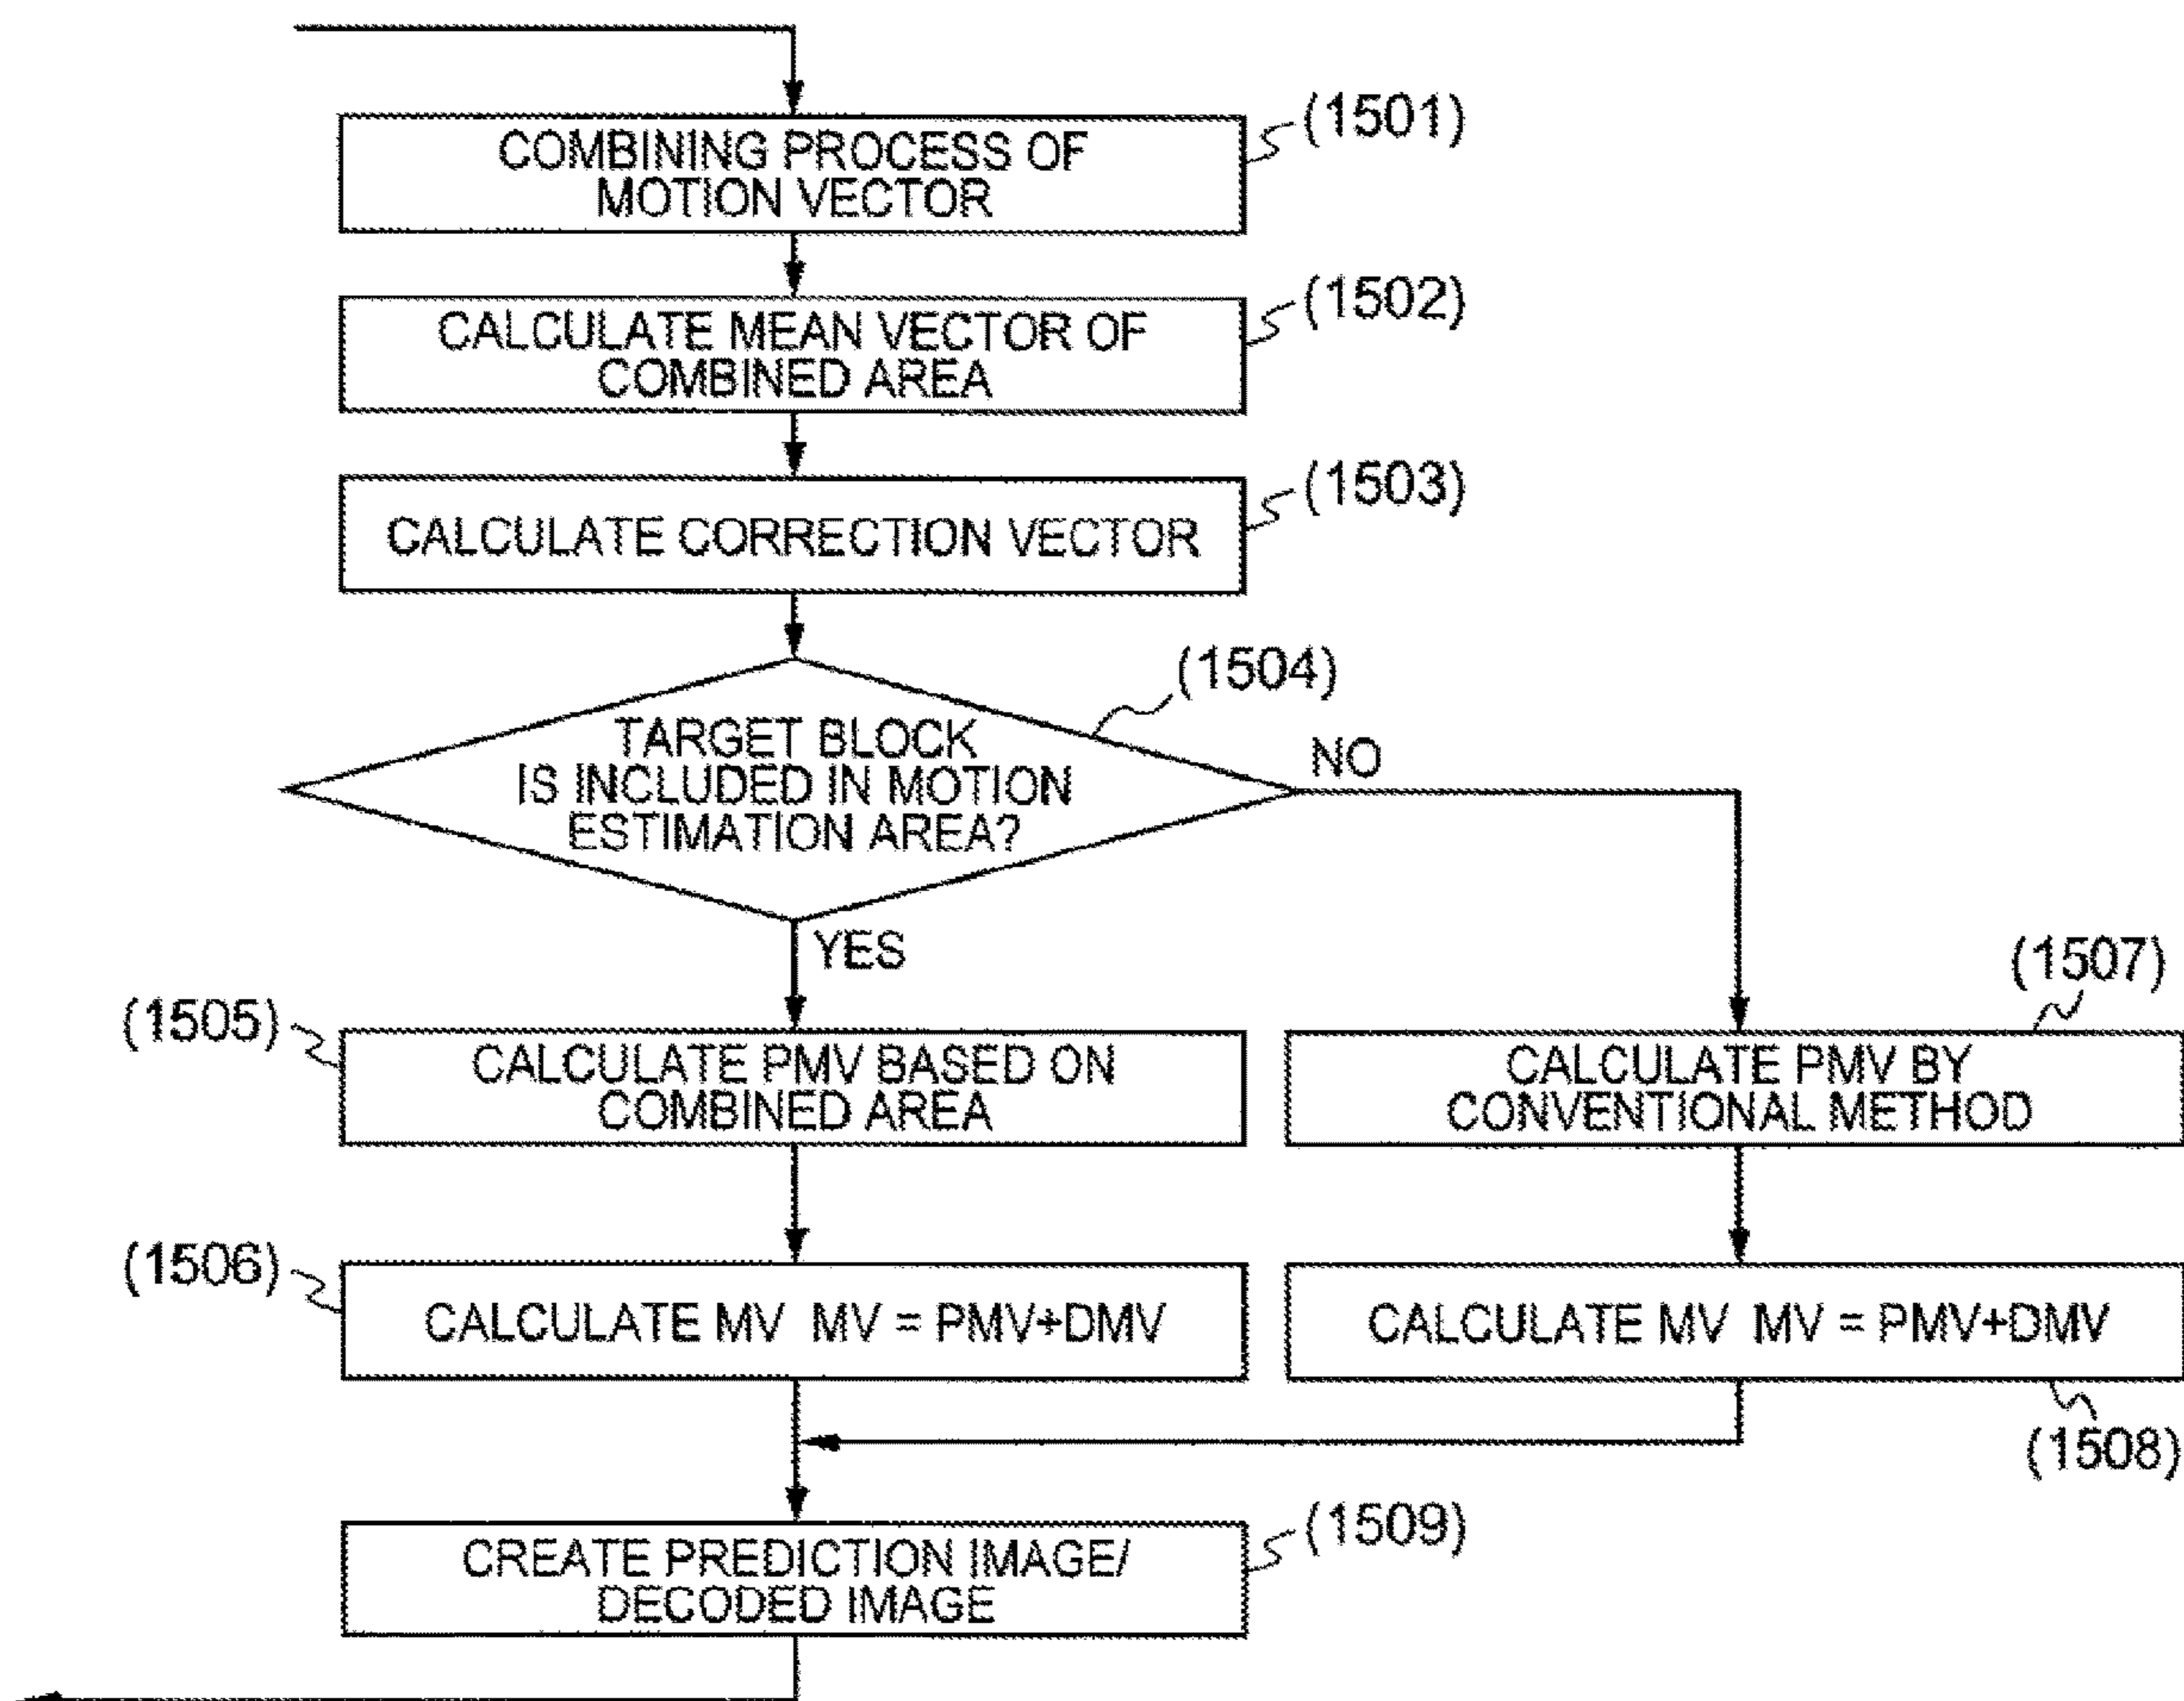 (1501)
COMBINING PROCESS OF
MOTION VECTOR
(1502)
CALCULATE MEAN VECTOR OF
COMBINED AREA
(1503)
CALCULATE CORRECTION VECTOR
(1504)
TARGET BLOCK
IS INCLUDED IN MOTION
ESTIMATION AREA?
NO
YES
(1505)
CALCULATE PMV BASED ON
COMBINED AREA
(1507)
CALCULATE PMV BY
CONVENTIONAL METHOD
(1506)
CALCULATE MV MV = PMV+DMV
CALCULATE MV MV = PMV+DMV
(1508)
(1509)
CREATE PREDICTION IMAGE/
DECODED IMAGE